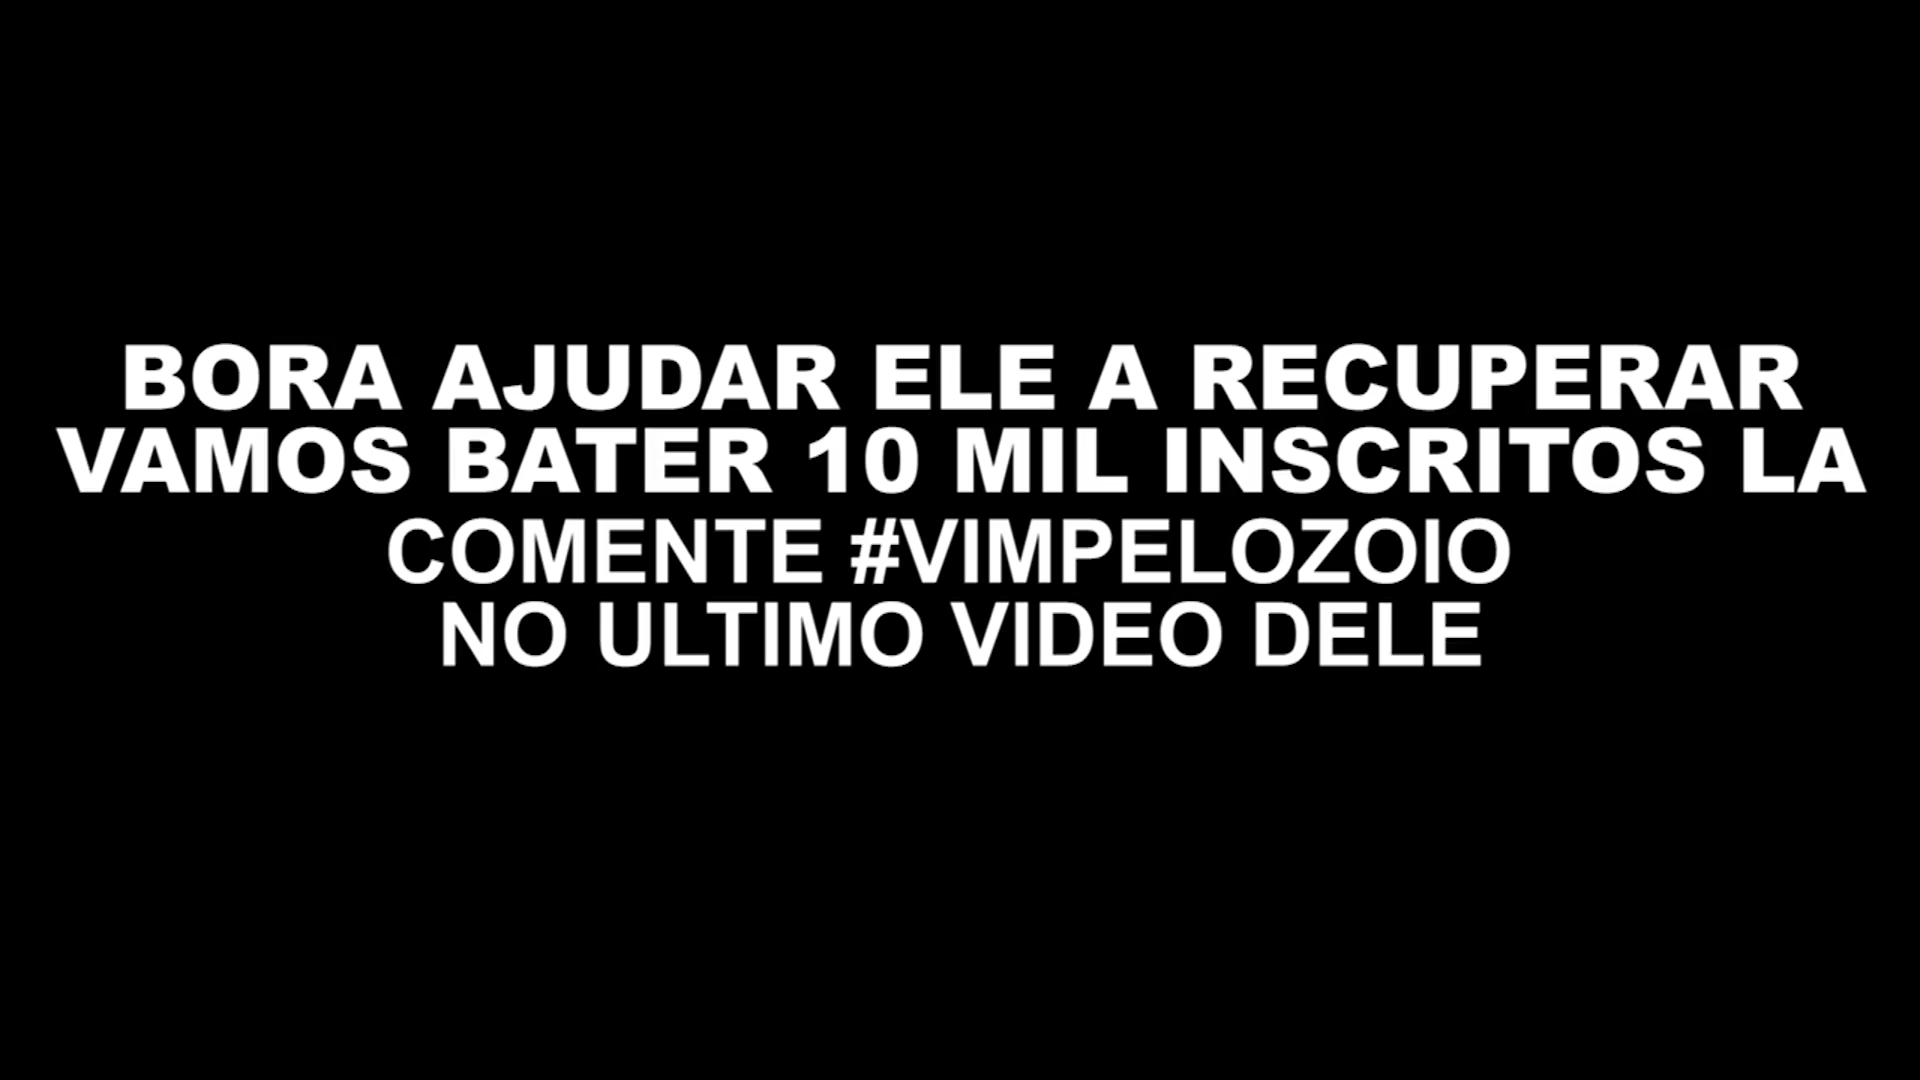 BORA AJUDAR ELE A RECUPERAR
VAMOS BATER 10 MIL INSCRITOS LA
COMENTE #VIMPELOZOIO
NO ULTIMO VIDEO DELE